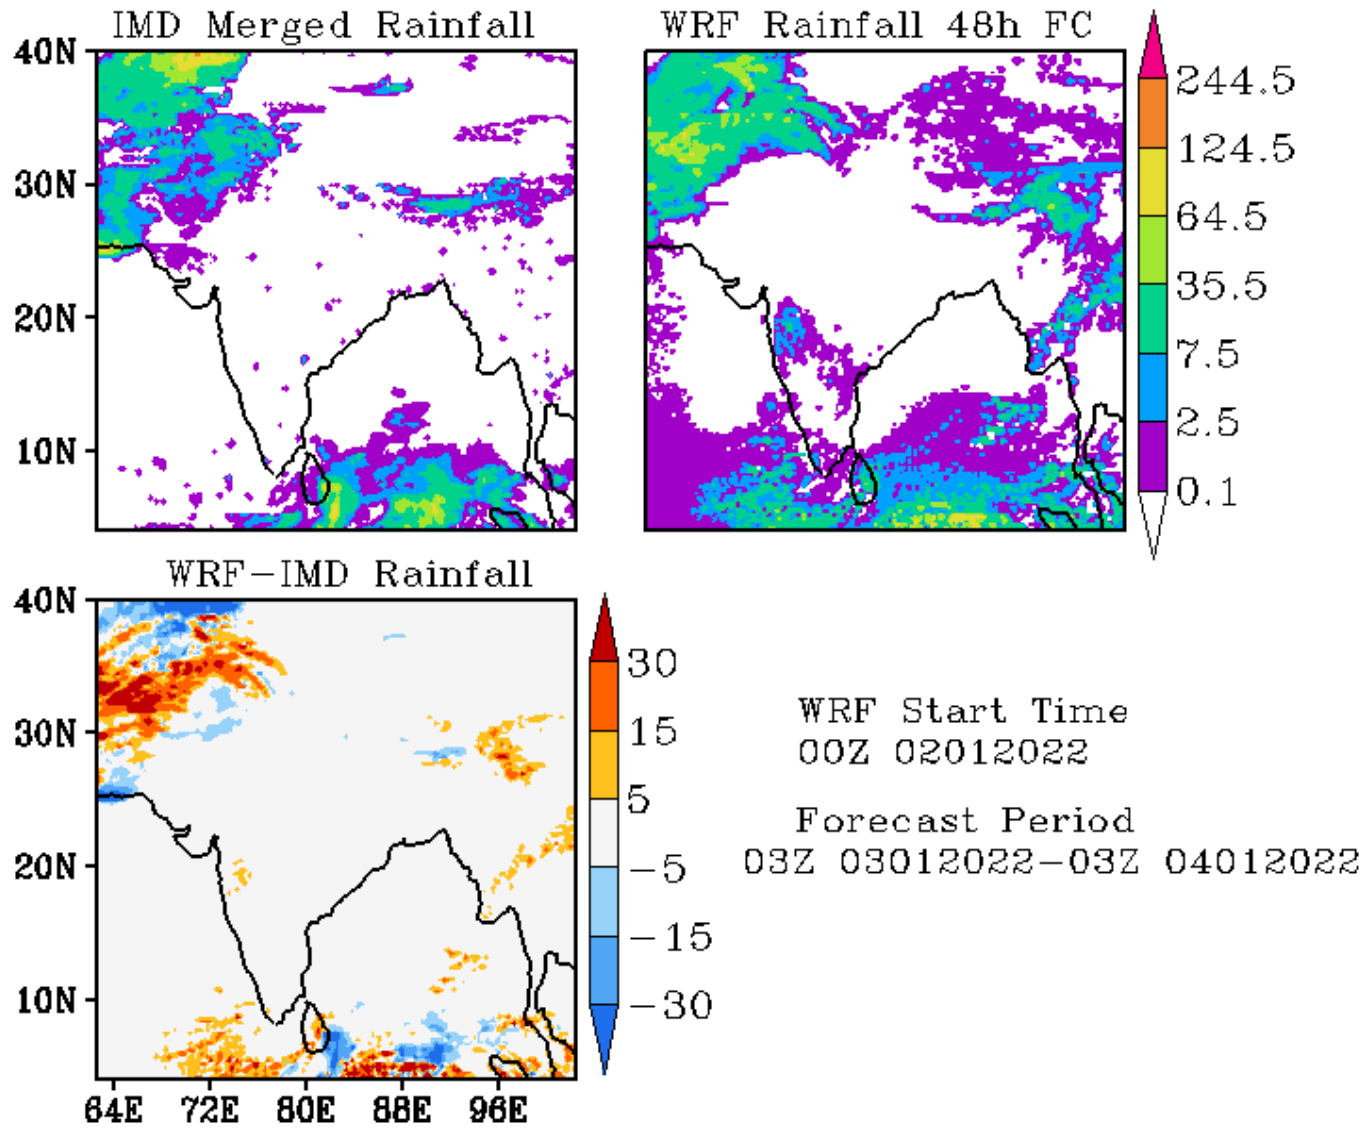 IMD Merged Rainfall
WRF Rainfall 48h FC
40N
30N
20N
10N
244.5
124.5
64.5
35.5
7.5
2.5
0.1
WRF-IMD Rainfall
40N
30N
20N
10N
64E 72E 80E 88E 96E
30
15
5
-5
-15
-30
WRF Start Time
00Z 02012022
Forecast Period
03Z 03012022-03Z 04012022